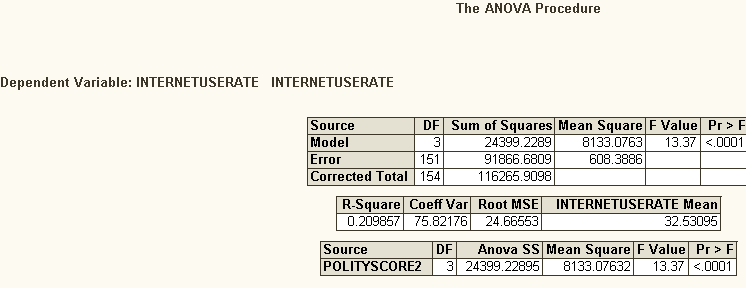 The ANOVA Procedure
Dependent Variable: INTERNETUSERATE INTERNETUSERATE
Source DF Sum of Squares Mean Square F Value Pr > F
Model 3 24399.2289 8133.0763 13.37 <.0001
Error 151 91866.6809 608.3886
Corrected Total 154 116265.9098
R-Square Coeff Var Root MSE INTERNETUSERATE Mean
0.209857 75.82176 24.66553 32.53095
Source DF Anova SS Mean Square F Value Pr > F
POLITYSCORE2 3 24399.22895 8133.07632 13.37 <.0001